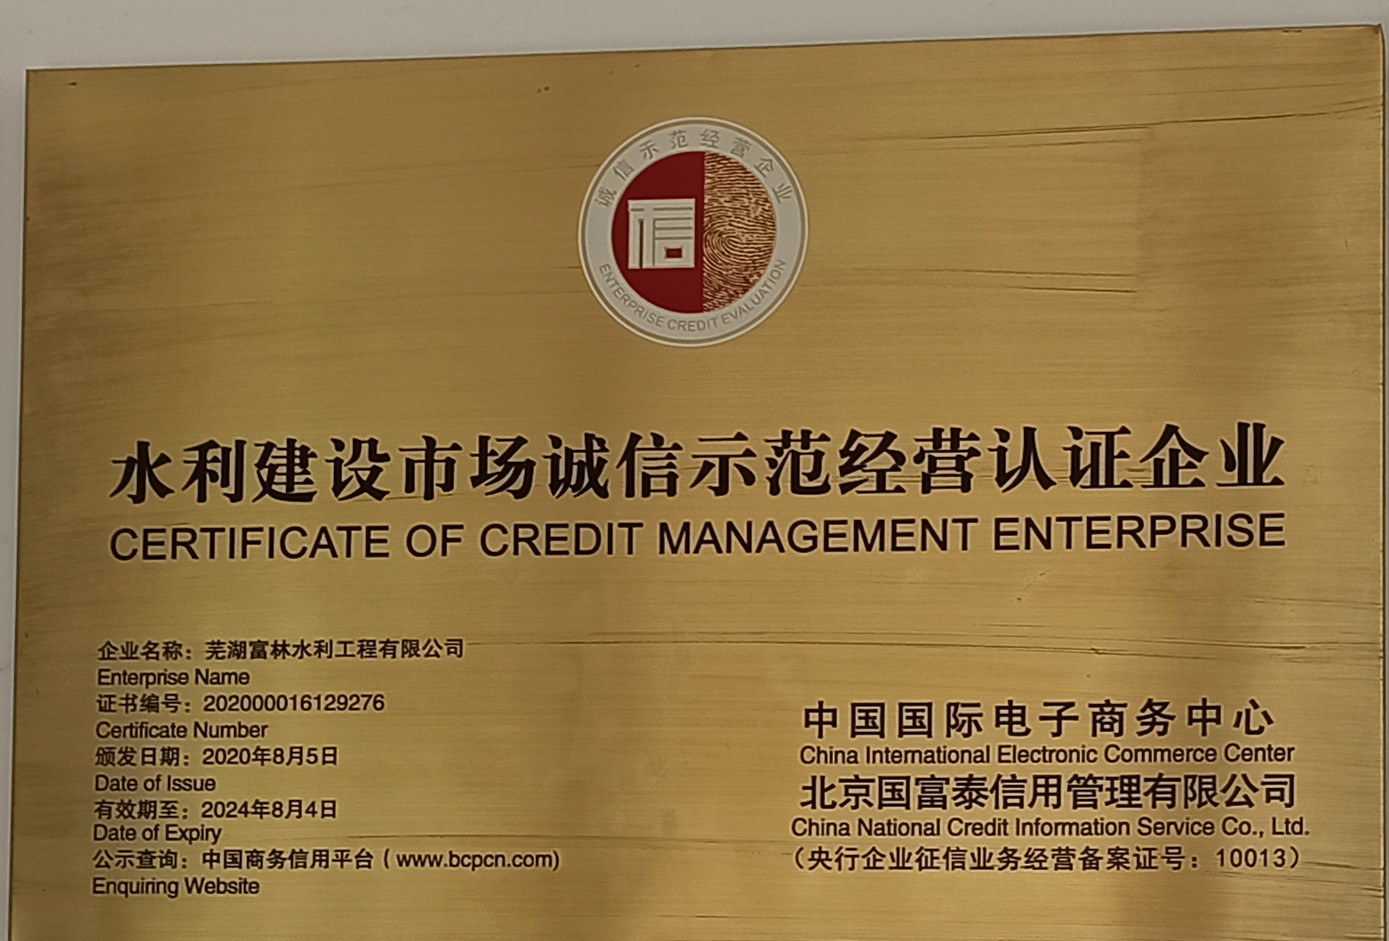 诚信示范经营企业
信
ENTERPRISE CREDIT EVALUATION
水利建设市场诚信示范经营认证企业
CERTIFICATE OF CREDIT MANAGEMENT ENTERPRISE
企业名称：芜湖富林水利工程有限公司
Enterprise Name
证书编号：202000016129276
Certificate Number
颁发日期：2020年8月5日
Date of Issue
有效期至：2024年8月4日
Date of Expiry
公示查询：中国商务信用平台（www.bcpcn.com)
Enquiring Website
中国国际电子商务中心
China International Electronic Commerce Center
北京国富泰信用管理有限公司
China National Credit Information Service Co., Ltd.
（央行企业征信业务经营备案证号：10013）